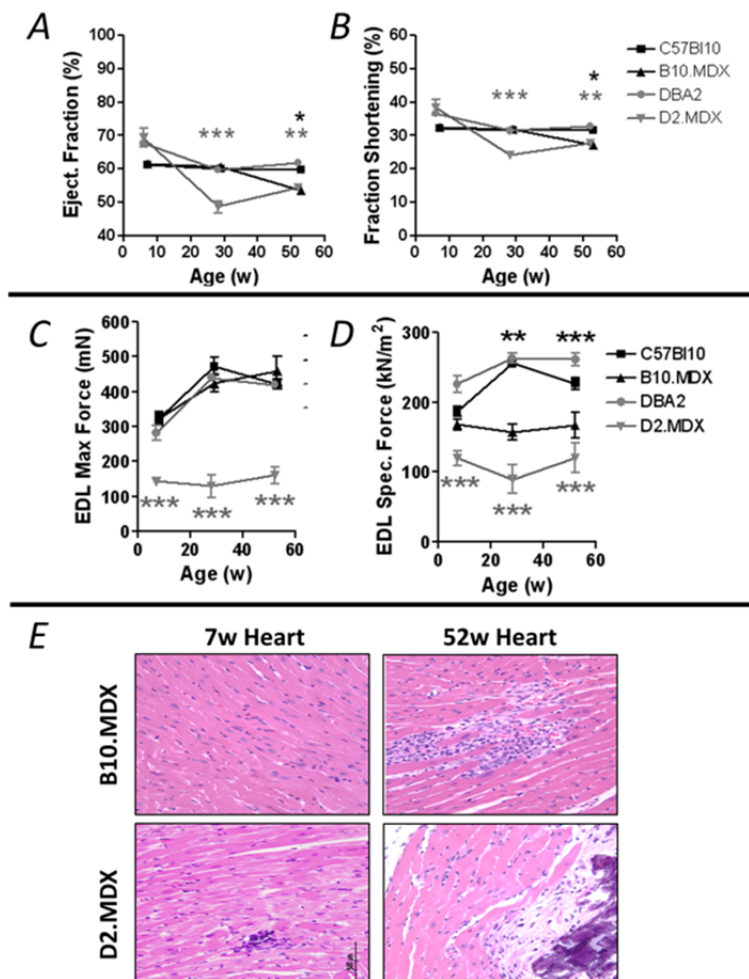 A
Eject. Fraction (%)
100
90
80
70
60
50
40
***
*
**
0 10 20 30 40 50 60
Age (w)
B
Fraction Shortening (%)
60
50
40
30
20
10
0
***
*
**
0 10 20 30 40 50 60
Age (w)
C57Bl10
B10.MDX
DBA2
D2.MDX
C
EDL Max Force (mN)
600
500
400
300
200
100
0
***
***
***
0 20 40 60
Age (w)
D
EDL Spec. Force (kN/m²)
300
200
100
0
** ***
***
***
***
0 20 40 60
Age (w)
C57Bl10
B10.MDX
DBA2
D2.MDX
E
7w Heart
52w Heart
B10.MDX
D2.MDX